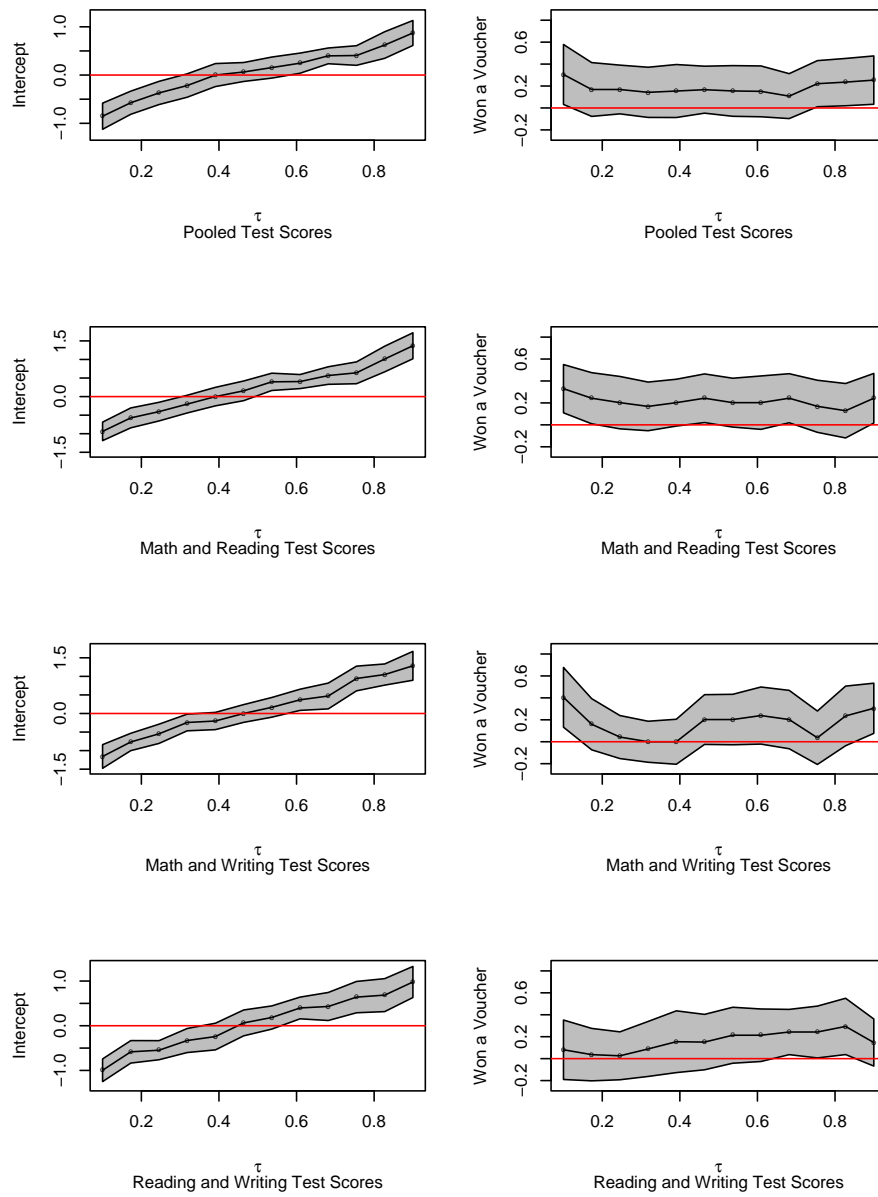 Intercept
1.0
0.0
−1.0
0.2 0.4 0.6 0.8
τ
Pooled Test Scores
Won a Voucher
0.6
0.2
−0.2
0.2 0.4 0.6 0.8
τ
Pooled Test Scores
Intercept
1.5
0.0
−1.5
0.2 0.4 0.6 0.8
τ
Math and Reading Test Scores
Won a Voucher
0.6
0.2
−0.2
0.2 0.4 0.6 0.8
τ
Math and Reading Test Scores
Intercept
1.5
0.0
−1.5
0.2 0.4 0.6 0.8
τ
Math and Writing Test Scores
Won a Voucher
0.6
0.2
−0.2
0.2 0.4 0.6 0.8
τ
Math and Writing Test Scores
Intercept
1.0
0.0
−1.0
0.2 0.4 0.6 0.8
τ
Reading and Writing Test Scores
Won a Voucher
0.6
0.2
−0.2
0.2 0.4 0.6 0.8
τ
Reading and Writing Test Scores